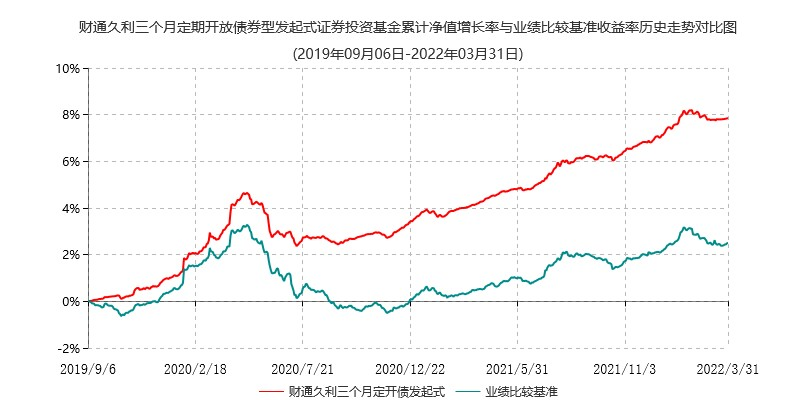 财通久利三个月定期开放债券型发起式证券投资基金累计净值增长率与业绩比较基准收益率历史走势对比图
(2019年09月06日-2022年03月31日)
10%
8%
6%
4%
2%
0%
-2%
2019/9/6 2020/2/18 2020/7/21 2020/12/22 2021/5/31 2021/11/3 2022/3/31
财通久利三个月定开债发起式 业绩比较基准